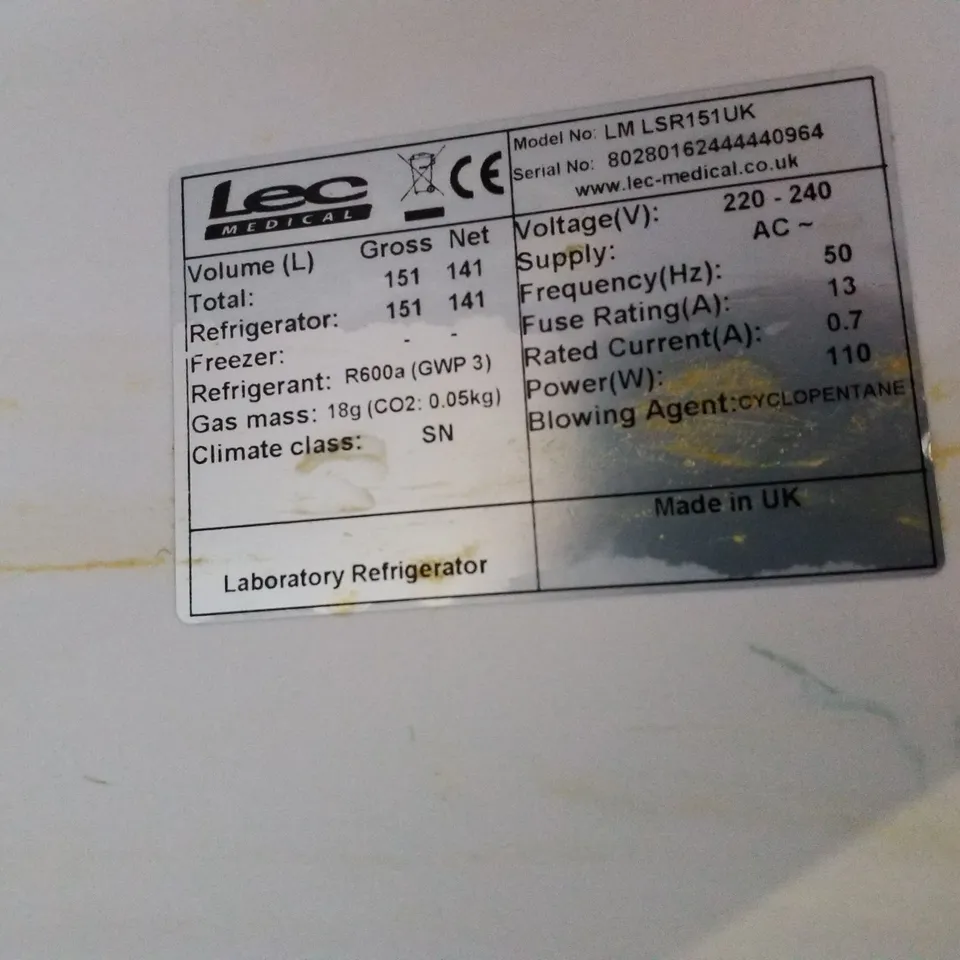 Lec
MEDICAL
CE
Model No: LM LSR151UK
Serial No: 80280162444440964
www.lec-medical.co.uk
Volume (L) Gross Net
Total: 151 141
Refrigerator: 151 141
Freezer: - -
Refrigerant: R600a (GWP 3)
Gas mass: 18g (CO2: 0.05kg)
Climate class: SN
Voltage(V): 220 - 240
Supply: AC ~
Frequency(Hz): 50
Fuse Rating(A): 13
Rated Current(A): 0.7
Power(W): 110
Blowing Agent:CYCLOPENTANE
Laboratory Refrigerator
Made in UK